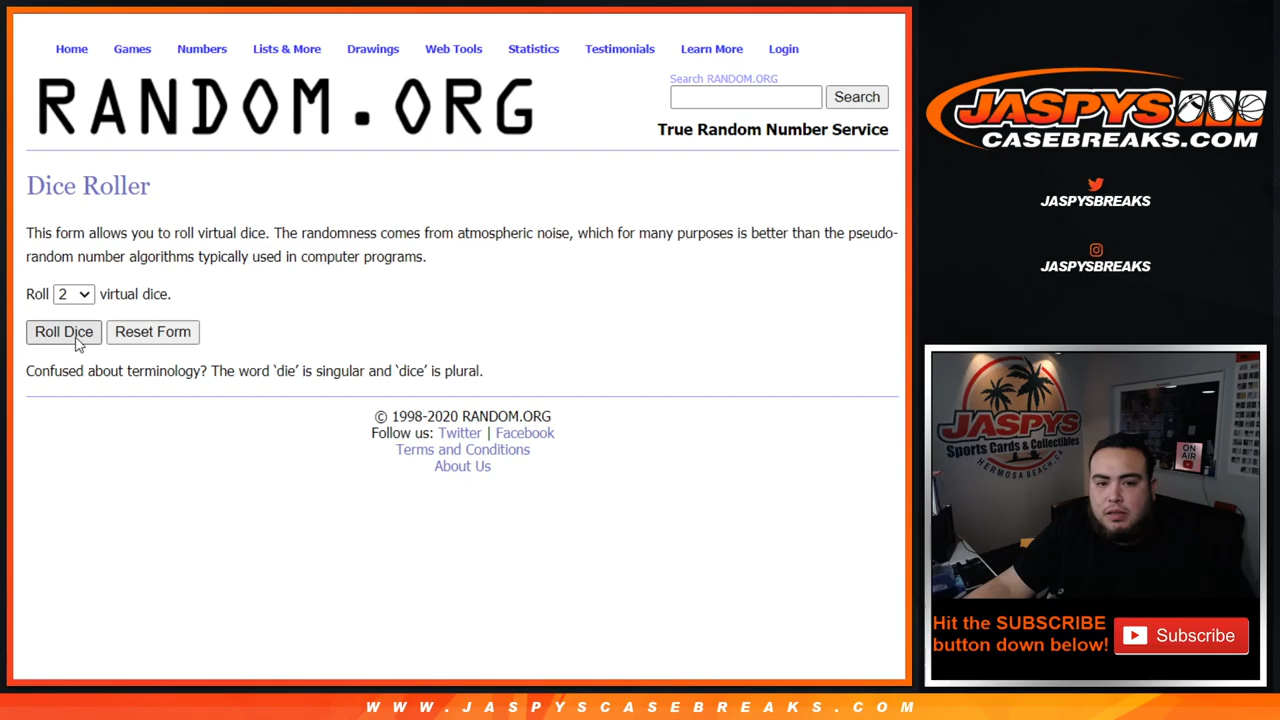 Home Games Numbers Lists & More Drawings Web Tools Statistics Testimonials Learn More Login
RANDOM.ORG
Search RANDOM.ORG
Search
True Random Number Service
Dice Roller
This form allows you to roll virtual dice. The randomness comes from atmospheric noise, which for many purposes is better than the pseudo-
random number algorithms typically used in computer programs.
Roll 2 virtual dice.
Roll Dice Reset Form
Confused about terminology? The word ‘die’ is singular and ‘dice’ is plural.
© 1998-2020 RANDOM.ORG
Follow us: Twitter | Facebook
Terms and Conditions
About Us
JASPYS
CASEBREAKS.COM
JASPYSBREAKS
JASPYSBREAKS
JASPYS
Sports Cards & Collectibles
HERMOSA BEACH, CA
ON
AIR
Hit the SUBSCRIBE
button down below!
Subscribe
WWW.JASPYSCASEBREAKS.COM